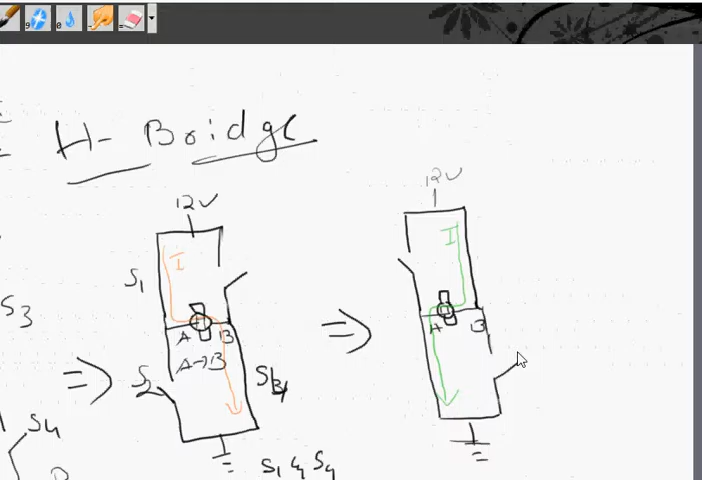 H-Bridge
12V
12V
I
I
S1
S3
A B
A B
A→B
S2
S4
S4
S1 & S4